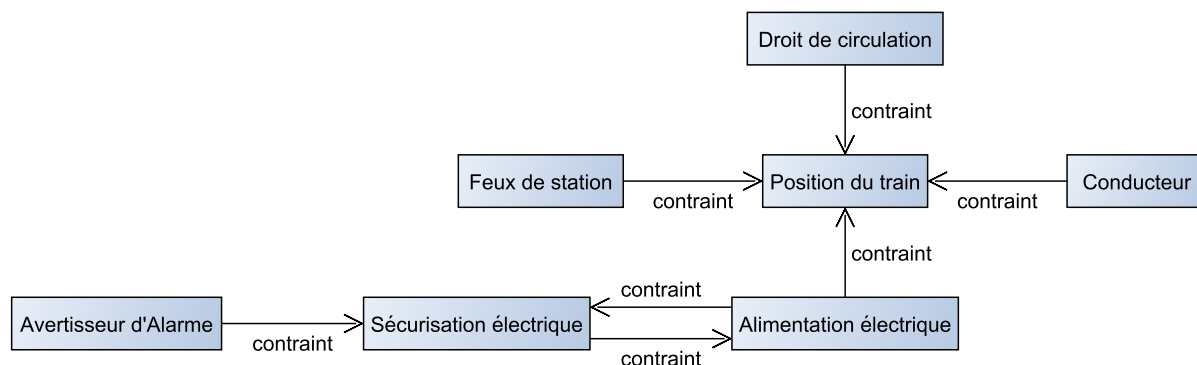 Droit de circulation
contraint
Feux de station
contraint
Position du train
contraint
Conducteur
contraint
Avertisseur d'Alarme
contraint
Sécurisation électrique
contraint
contraint
Alimentation électrique